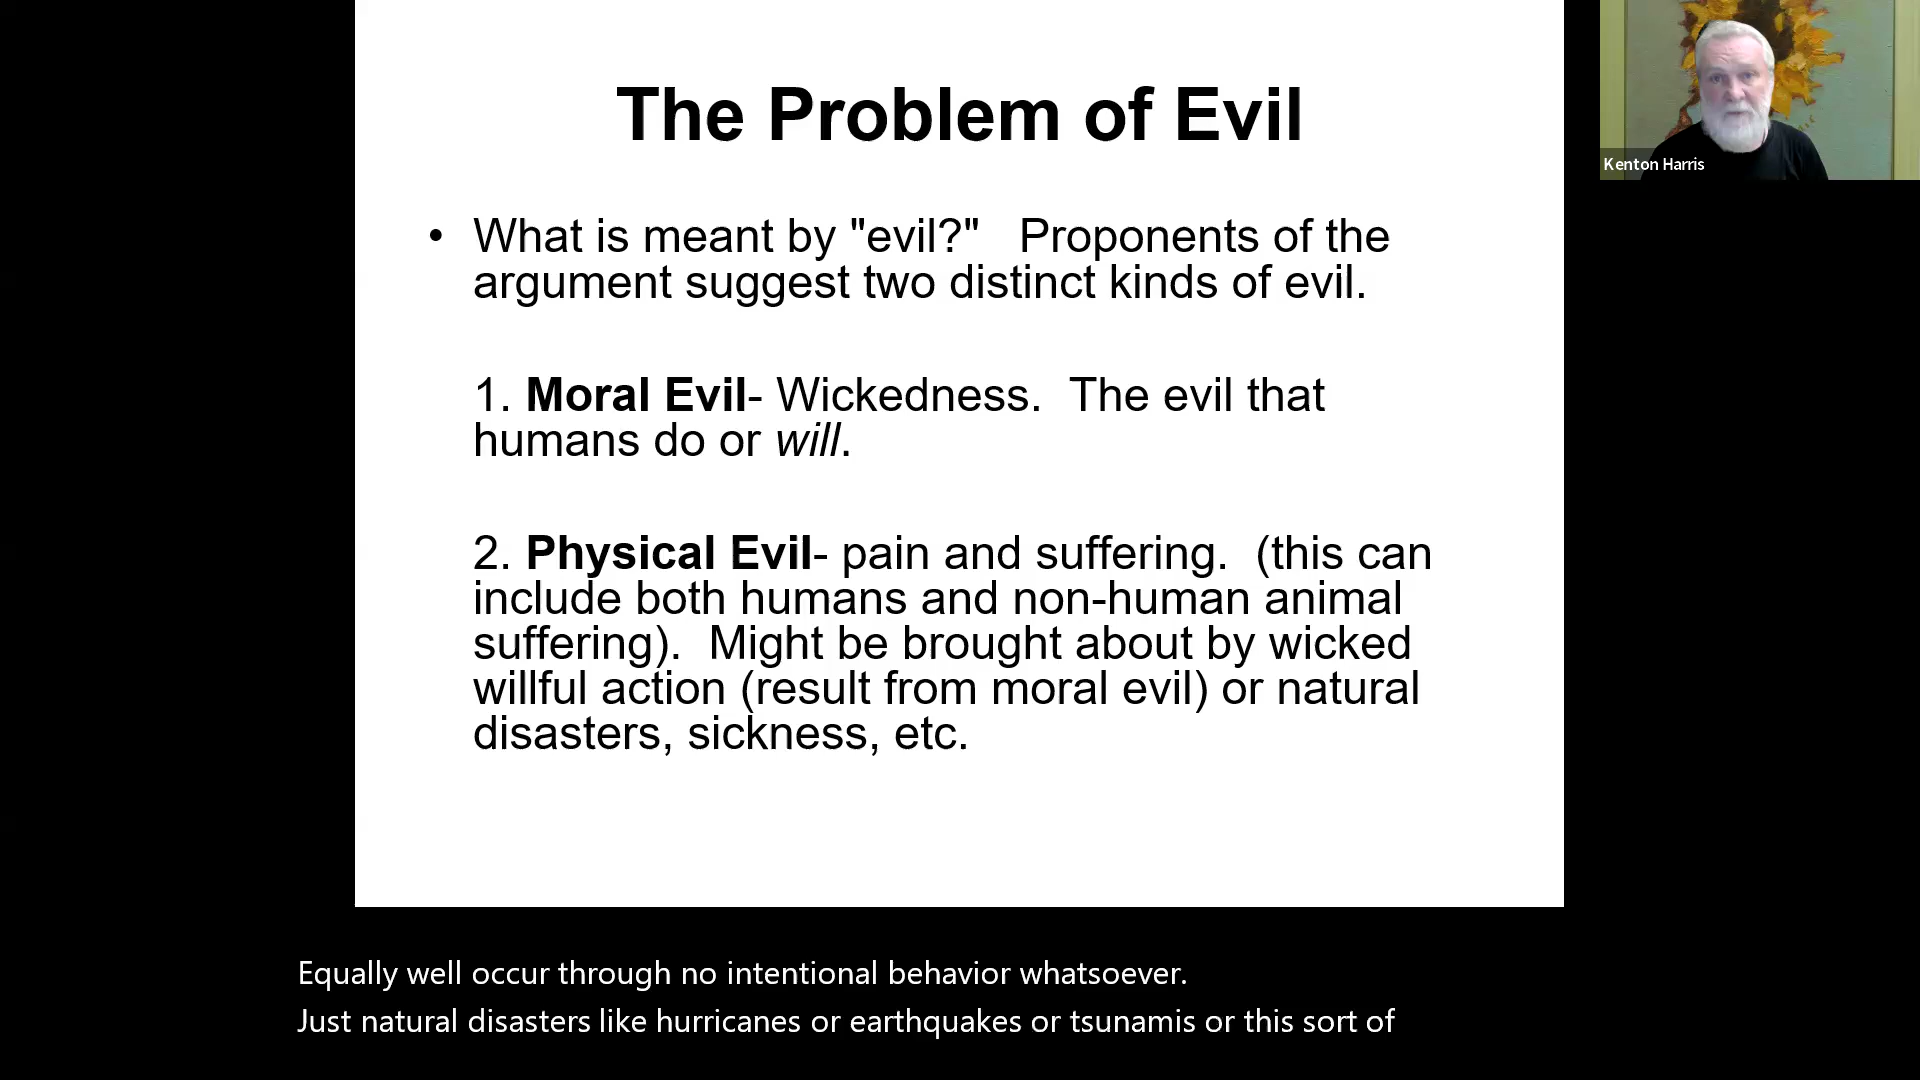 The Problem of Evil
Kenton Harris
• What is meant by "evil?"   Proponents of the
argument suggest two distinct kinds of evil.
1. Moral Evil- Wickedness.  The evil that
humans do or will.
2. Physical Evil- pain and suffering.  (this can
include both humans and non-human animal
suffering).  Might be brought about by wicked
willful action (result from moral evil) or natural
disasters, sickness, etc.
Equally well occur through no intentional behavior whatsoever.
Just natural disasters like hurricanes or earthquakes or tsunamis or this sort of